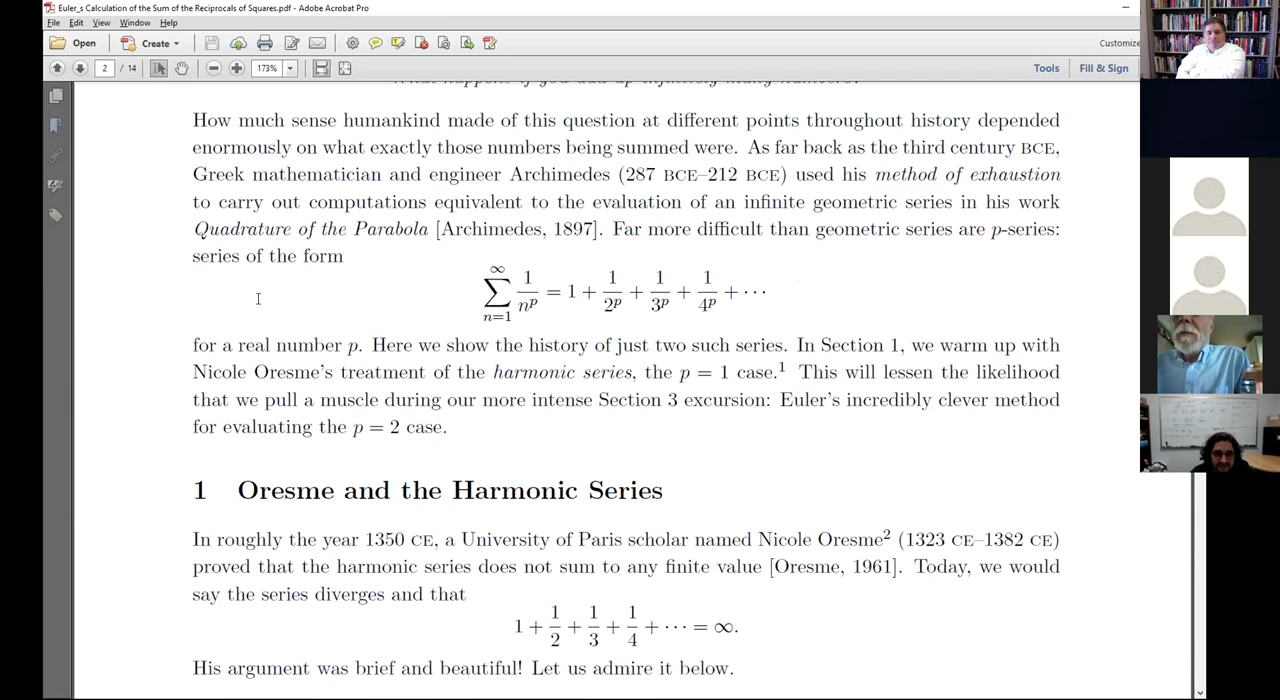 Euler_s Calculation of the Sum of the Reciprocals of Squares.pdf - Adobe Acrobat Pro
File Edit View Window Help
Open Create Customize
2 / 14 173% Tools Fill & Sign
How much sense humankind made of this question at different points throughout history depended
enormously on what exactly those numbers being summed were. As far back as the third century BCE,
Greek mathematician and engineer Archimedes (287 BCE–212 BCE) used his method of exhaustion
to carry out computations equivalent to the evaluation of an infinite geometric series in his work
Quadrature of the Parabola [Archimedes, 1897]. Far more difficult than geometric series are p-series:
series of the form
∑_{n=1}^{∞} 1/n^p = 1 + 1/2^p + 1/3^p + 1/4^p + ⋯
for a real number p. Here we show the history of just two such series. In Section 1, we warm up with
Nicole Oresme's treatment of the harmonic series, the p = 1 case.¹ This will lessen the likelihood
that we pull a muscle during our more intense Section 3 excursion: Euler's incredibly clever method
for evaluating the p = 2 case.
1 Oresme and the Harmonic Series
In roughly the year 1350 CE, a University of Paris scholar named Nicole Oresme² (1323 CE–1382 CE)
proved that the harmonic series does not sum to any finite value [Oresme, 1961]. Today, we would
say the series diverges and that
1 + 1/2 + 1/3 + 1/4 + ⋯ = ∞.
His argument was brief and beautiful! Let us admire it below.